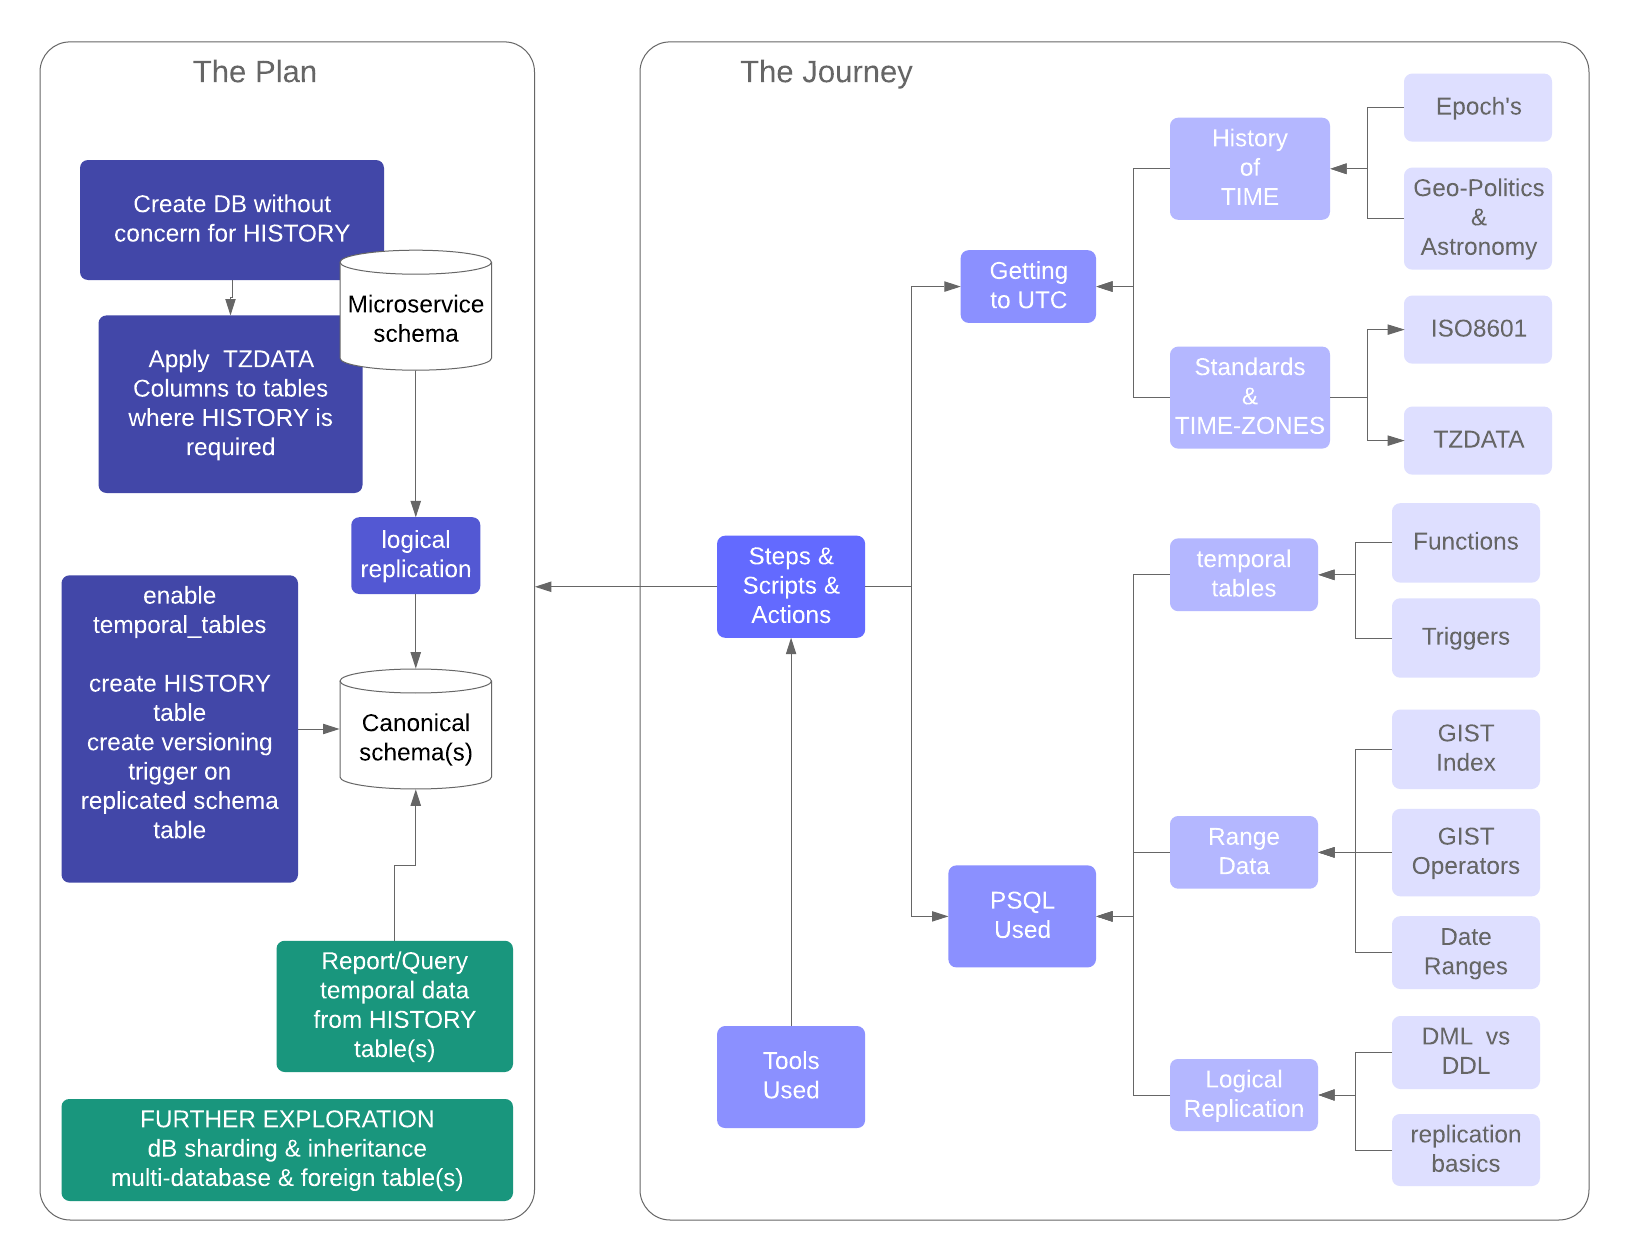 The Plan
Create DB without
concern for HISTORY
Microservice
schema
Apply  TZDATA
Columns to tables
where HISTORY is
required
logical
replication
enable
temporal_tables
create HISTORY
table
create versioning
trigger on
replicated schema
table
Canonical
schema(s)
Report/Query
temporal data
from HISTORY
table(s)
FURTHER EXPLORATION
dB sharding & inheritance
multi-database & foreign table(s)
The Journey
Steps &
Scripts &
Actions
Tools
Used
Getting
to UTC
PSQL
Used
History
of
TIME
Standards
&
TIME-ZONES
temporal
tables
Range
Data
Logical
Replication
Epoch's
Geo-Politics
&
Astronomy
ISO8601
TZDATA
Functions
Triggers
GIST
Index
GIST
Operators
Date
Ranges
DML  vs
DDL
replication
basics